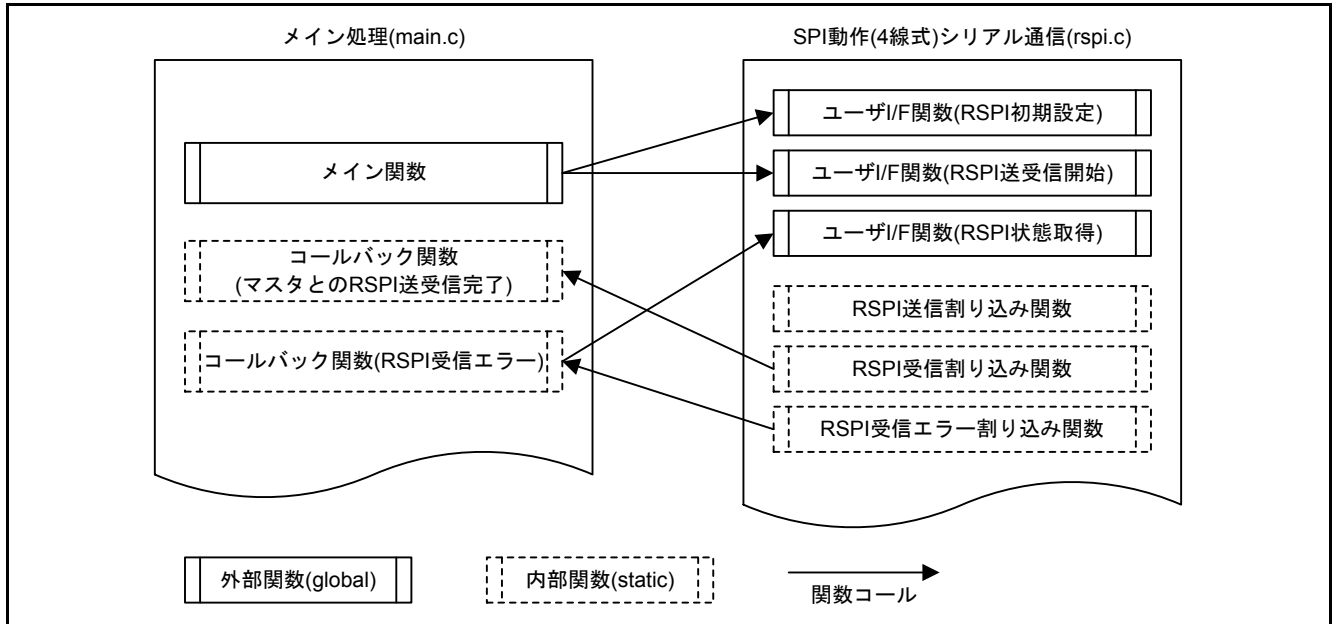 メイン処理(main.c)
SPI動作(4線式)シリアル通信(rspi.c)
メイン関数
コールバック関数
(マスタとのRSPI送受信完了)
コールバック関数(RSPI受信エラー)
ユーザI/F関数(RSPI初期設定)
ユーザI/F関数(RSPI送受信開始)
ユーザI/F関数(RSPI状態取得)
RSPI送信割り込み関数
RSPI受信割り込み関数
RSPI受信エラー割り込み関数
外部関数(global)
内部関数(static)
関数コール